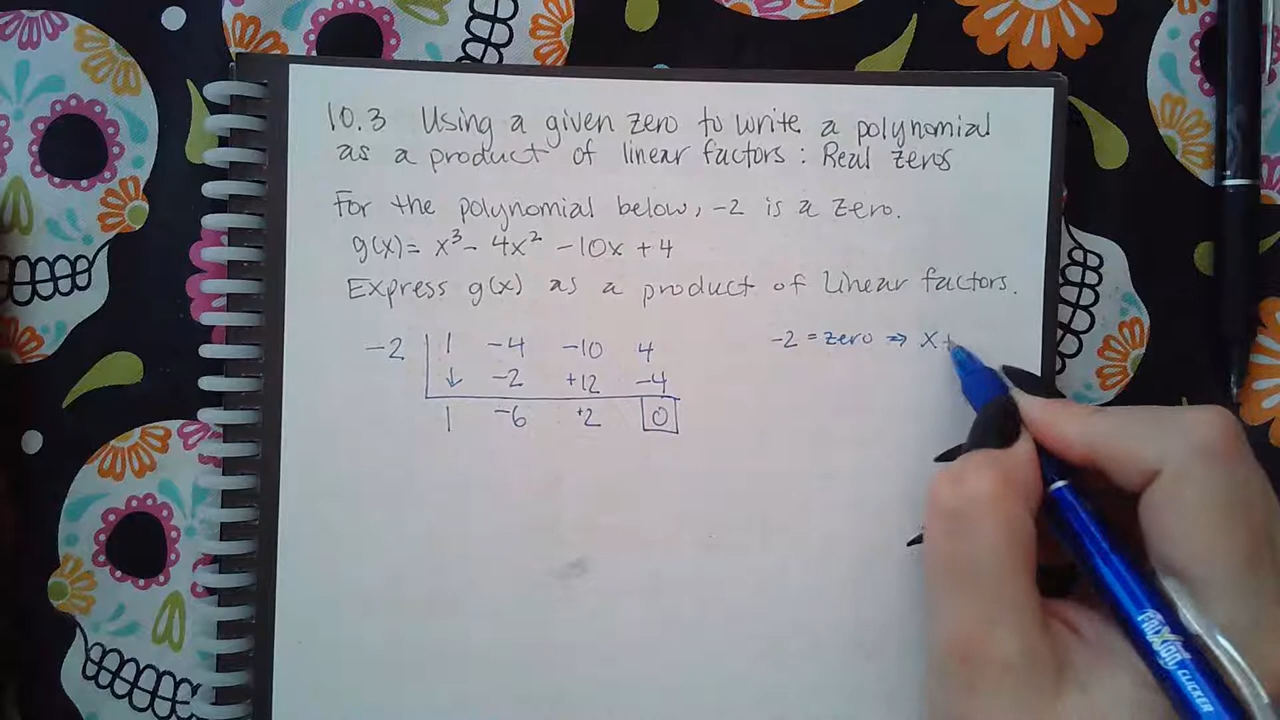 10.3 Using a given zero to write a polynomial
as a product of linear factors: Real zeros
For the polynomial below, -2 is a zero.
g(x)= x³- 4x² -10x +4
Express g(x) as a product of linear factors.
-2 | 1 -4 -10 4
↓ -2 +12 -4
1 -6 +2 0
-2 = zero ⇒ x+
FRIXION CLICKER